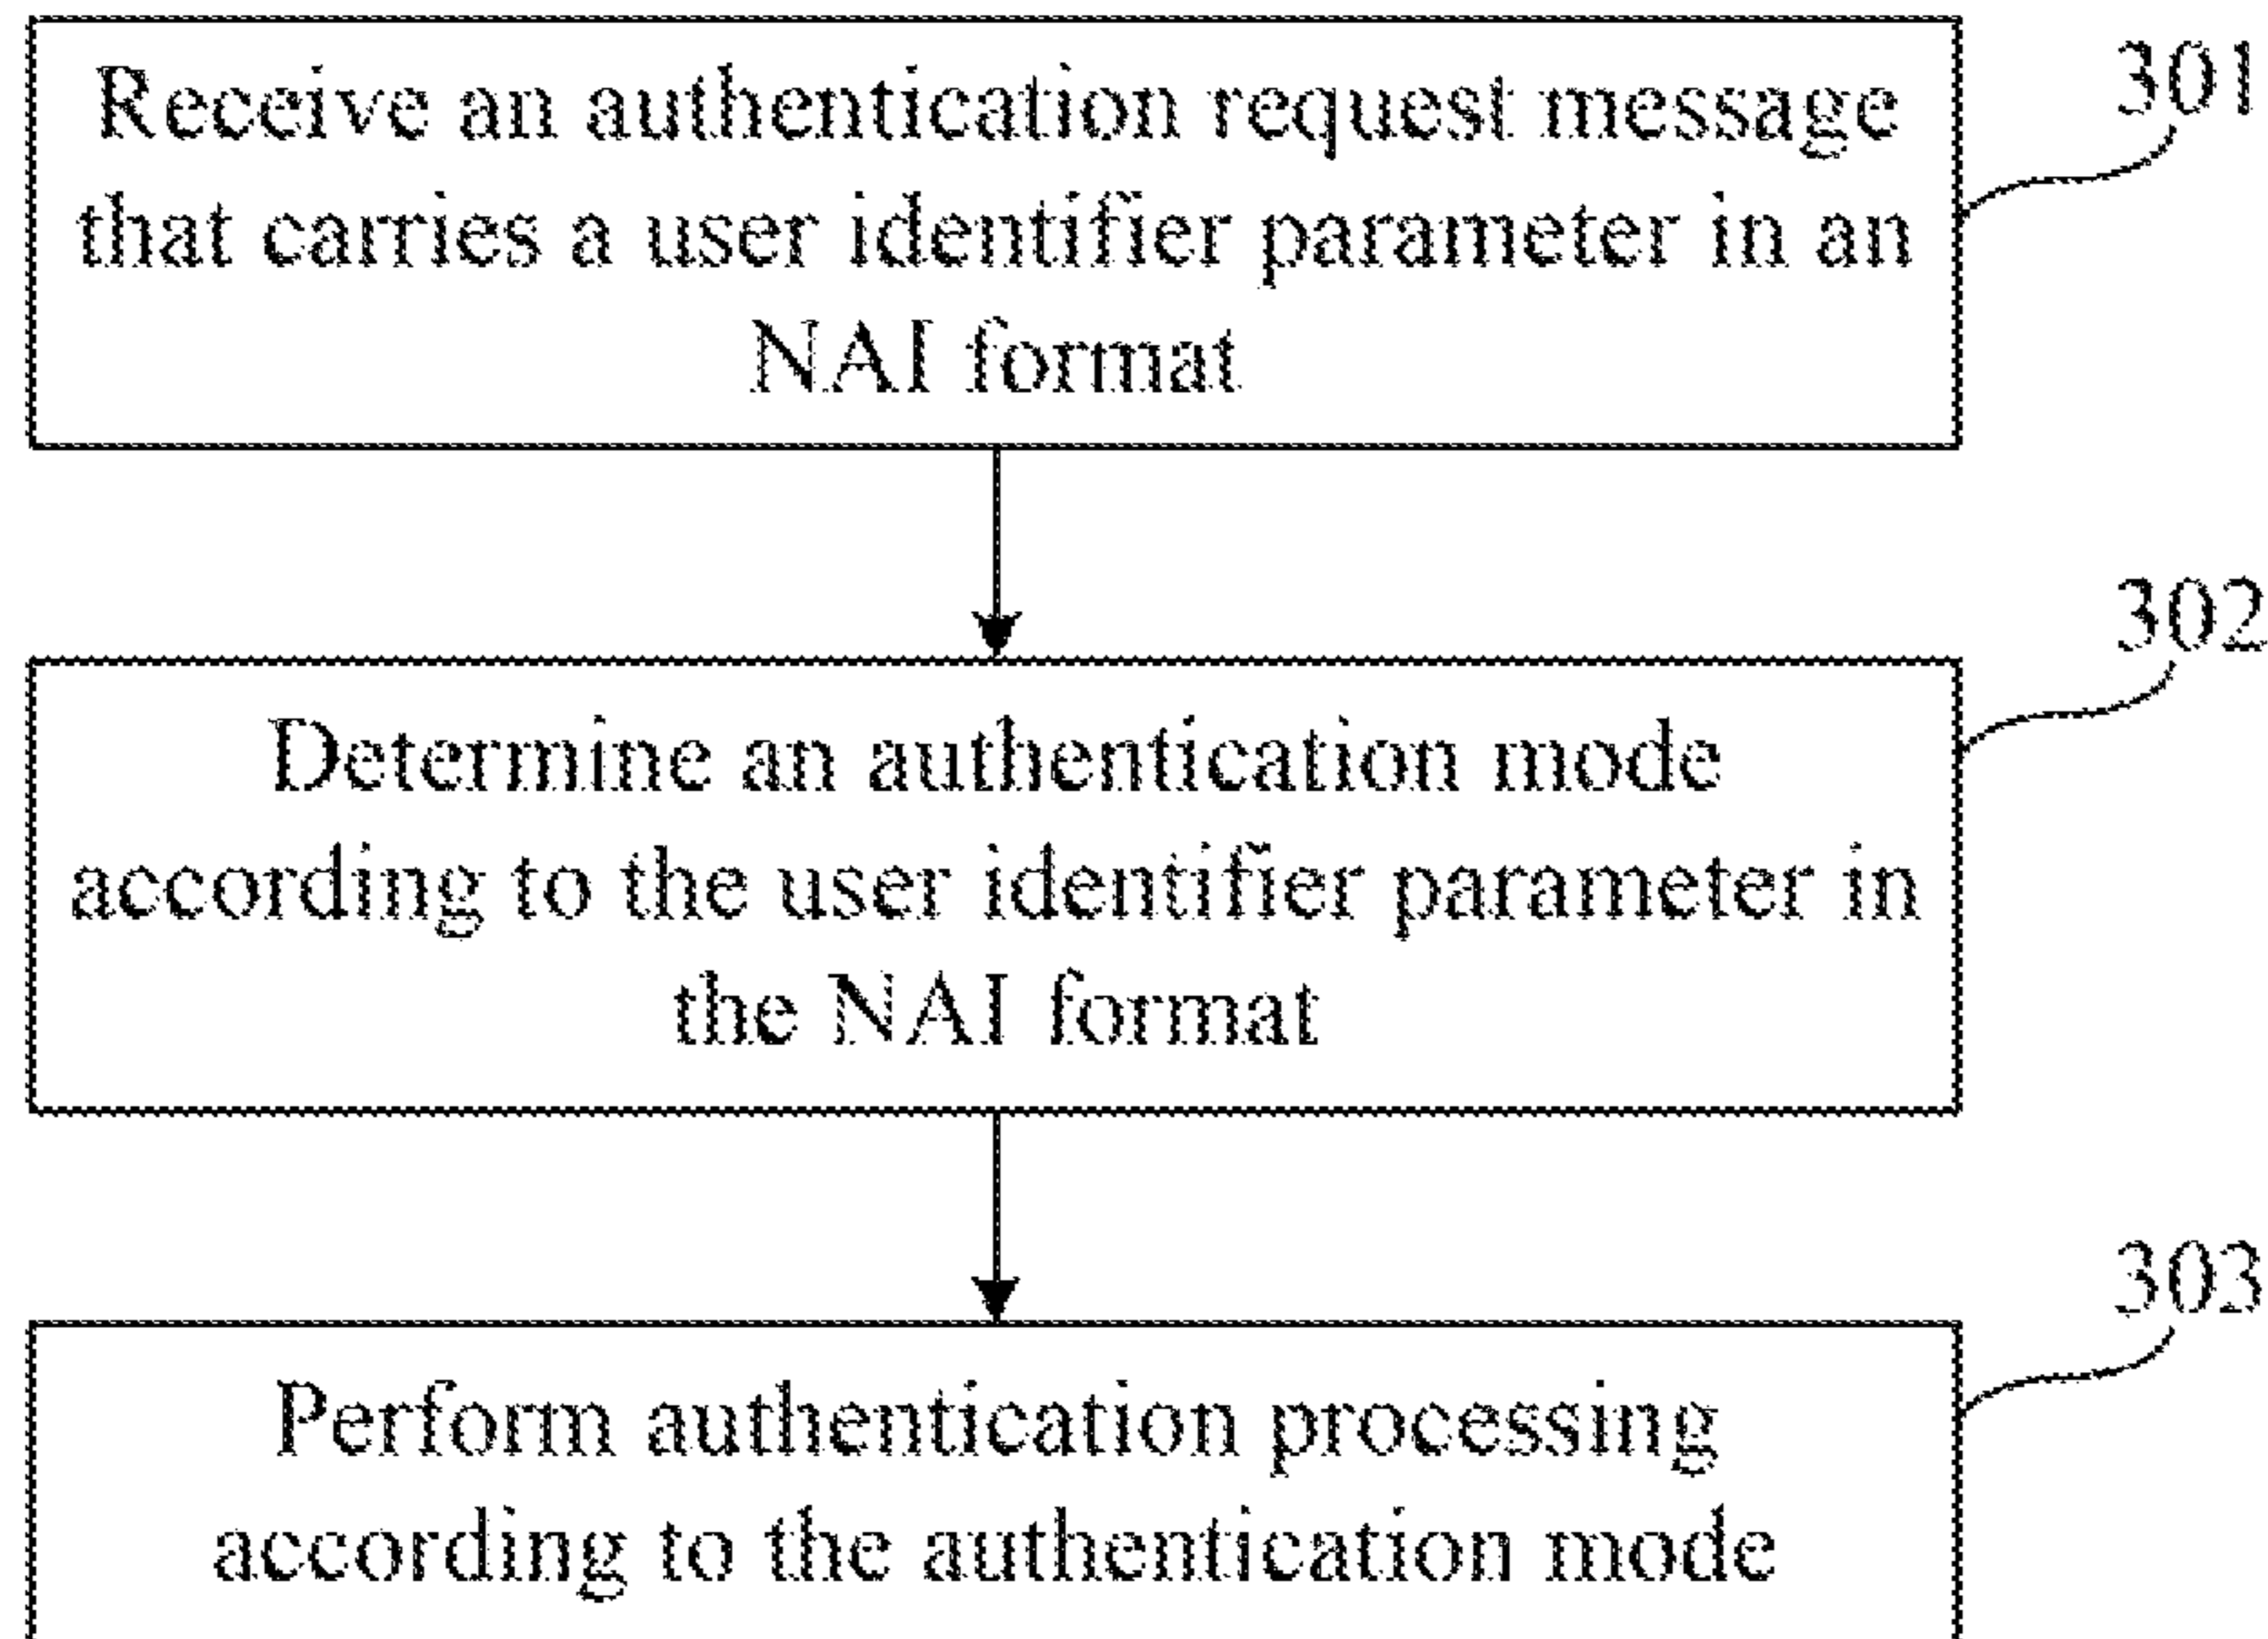 Receive an authentication request message
301
that carries a user identifier parameter in an
NAI format
302
Determine an authentication mode
according to the user identifier parameter in
the NAI format
303
Perform authentication processing
according to the authentication mode